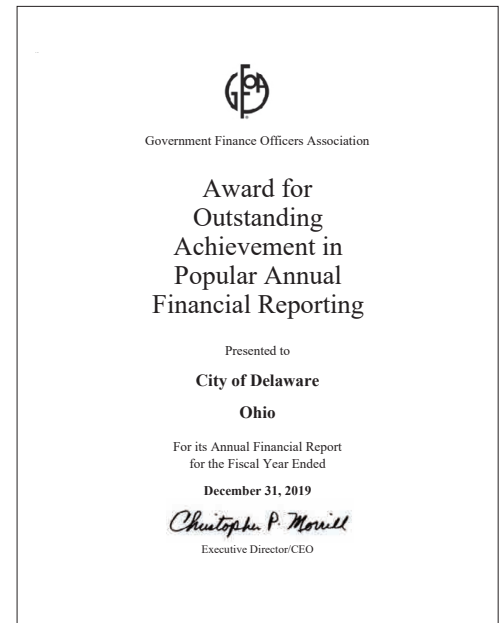 GFOA
Government Finance Officers Association
Award for
Outstanding
Achievement in
Popular Annual
Financial Reporting
Presented to
City of Delaware
Ohio
For its Annual Financial Report
for the Fiscal Year Ended
December 31, 2019
Christopher P. Morrill
Executive Director/CEO